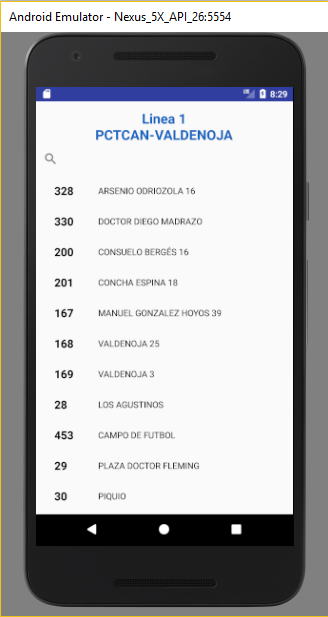 Android Emulator - Nexus_5X_API_26:5554
8:29
Linea 1
PCTCAN-VALDENOJA
328 ARSENIO ODRIOZOLA 16
330 DOCTOR DIEGO MADRAZO
200 CONSUELO BERGÉS 16
201 CONCHA ESPINA 18
167 MANUEL GONZALEZ HOYOS 39
168 VALDENOJA 25
169 VALDENOJA 3
28 LOS AGUSTINOS
453 CAMPO DE FUTBOL
29 PLAZA DOCTOR FLEMING
30 PIQUIO